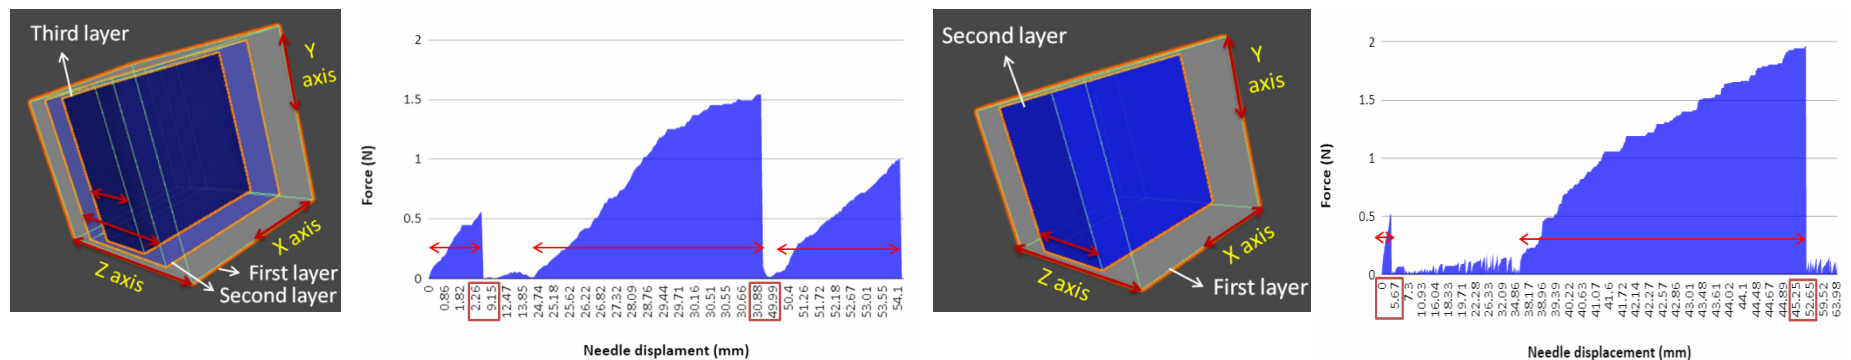 Third layer
Y
axis
X axis
Z axis
First layer
Second layer
Force (N)
2
1.5
1
0.5
0
0 0.86 1.82 2.26 9.15 12.47 13.85 24.74 25.18 25.62 26.22 26.82 27.32 28.09 28.76 29.44 29.71 30.16 30.51 30.55 30.66 30.88 49.99 50.4 51.26 51.72 52.18 52.67 53.01 53.55 54.1
Needle displament (mm)
Second layer
Y
axis
X axis
Z axis
First layer
Force (N)
2
1.5
1
0.5
0
0 5.67 7.3 10.93 16.04 18.33 19.71 22.28 26.33 32.09 34.86 38.17 38.96 39.39 40.22 40.63 41.07 41.6 41.72 42.14 42.27 42.57 42.86 43.01 43.48 43.61 44.02 44.1 44.48 44.67 44.89 45.25 52.65 59.52 63.98
Needle displacement (mm)